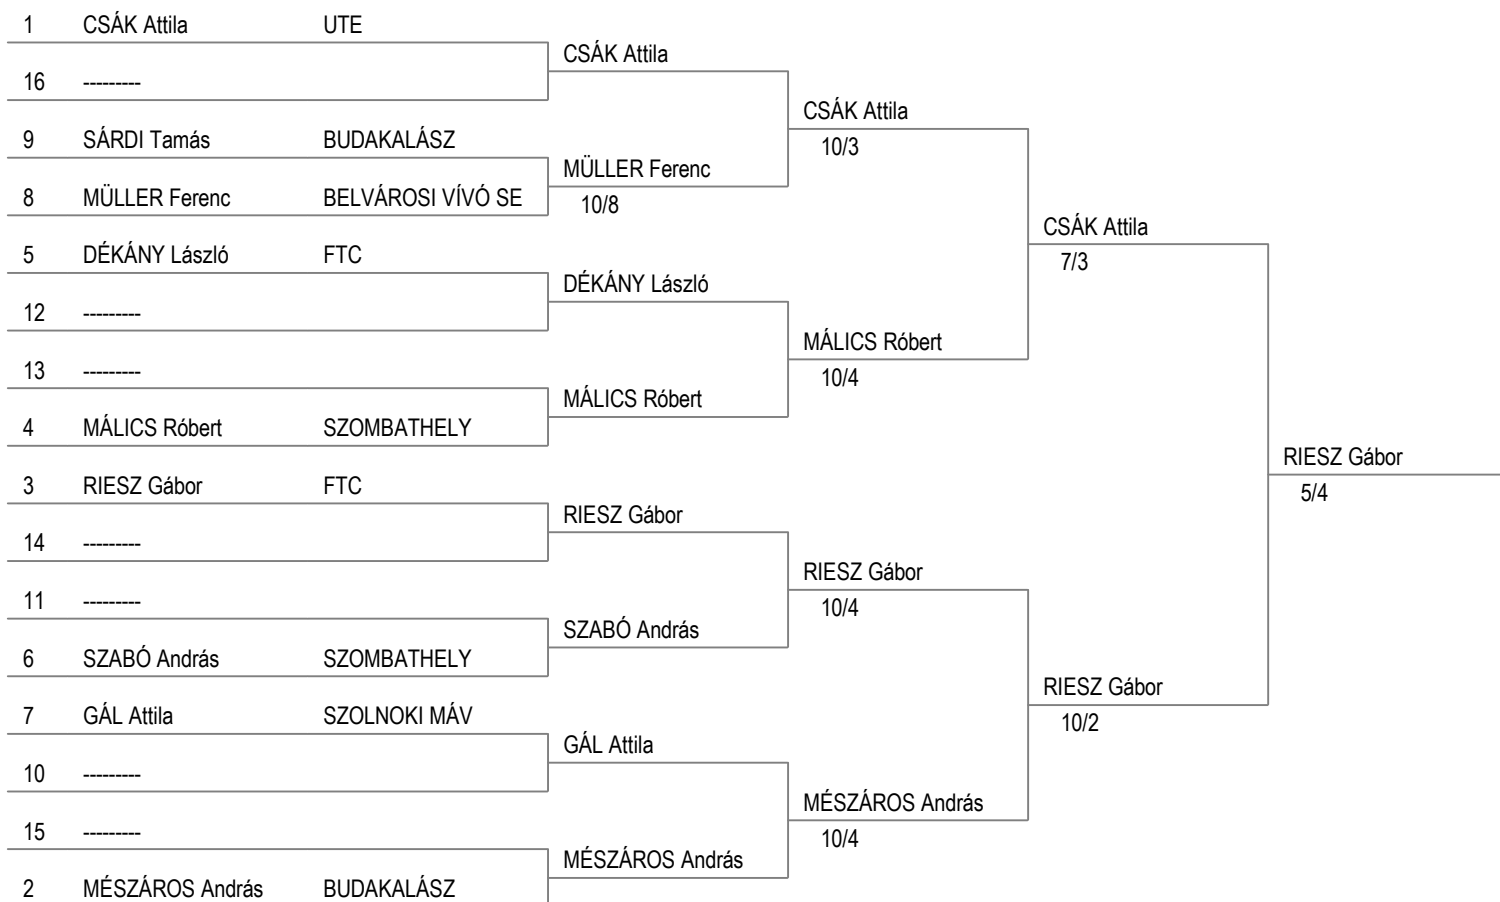 1 CSÁK Attila UTE
CSÁK Attila
16 ---------
CSÁK Attila
10/3
9 SÁRDI Tamás BUDAKALÁSZ
MÜLLER Ferenc
10/8
8 MÜLLER Ferenc BELVÁROSI VÍVÓ SE
CSÁK Attila
7/3
5 DÉKÁNY László FTC
DÉKÁNY László
12 ---------
MÁLICS Róbert
10/4
13 ---------
MÁLICS Róbert
4 MÁLICS Róbert SZOMBATHELY
RIESZ Gábor
5/4
3 RIESZ Gábor FTC
RIESZ Gábor
14 ---------
RIESZ Gábor
10/4
11 ---------
SZABÓ András
6 SZABÓ András SZOMBATHELY
RIESZ Gábor
10/2
7 GÁL Attila SZOLNOKI MÁV
GÁL Attila
10 ---------
MÉSZÁROS András
10/4
15 ---------
MÉSZÁROS András
2 MÉSZÁROS András BUDAKALÁSZ